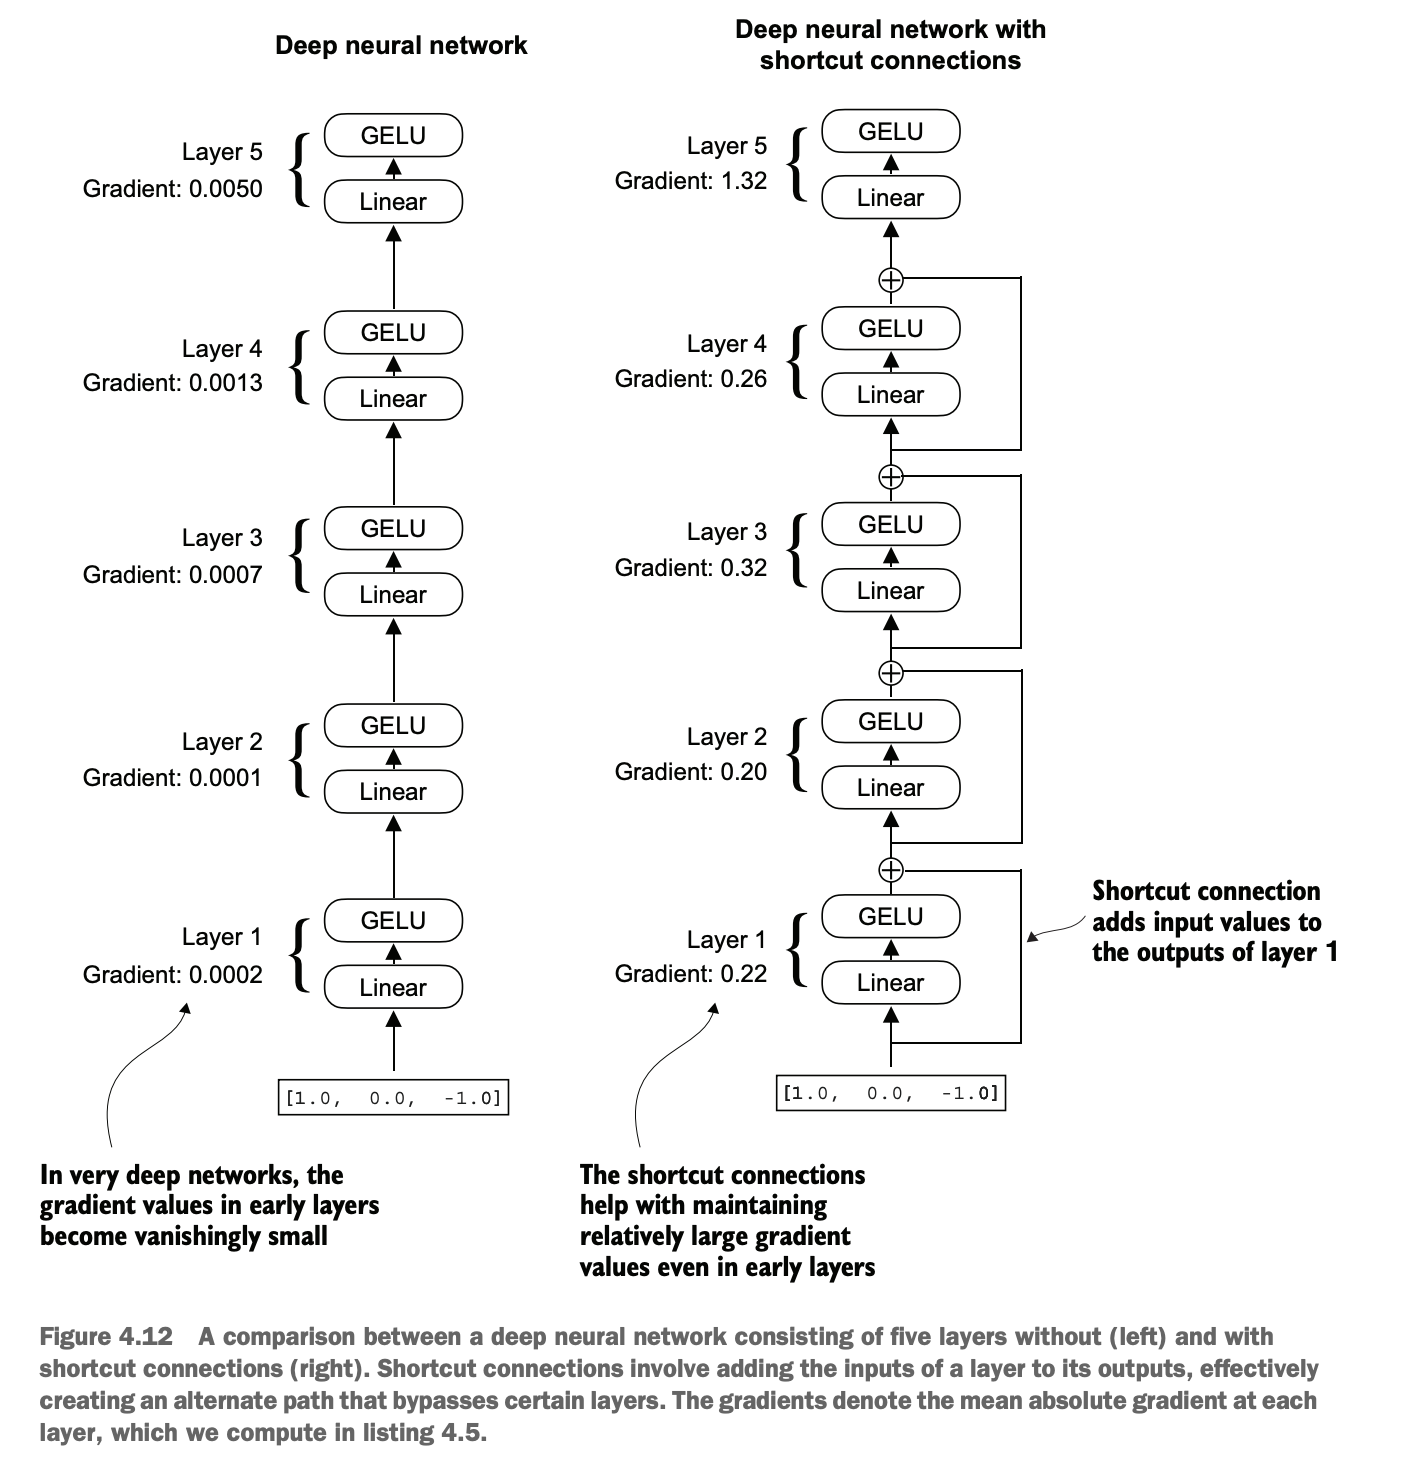 Deep neural network
Layer 5
Gradient: 0.0050
GELU
Linear
Layer 4
Gradient: 0.0013
GELU
Linear
Layer 3
Gradient: 0.0007
GELU
Linear
Layer 2
Gradient: 0.0001
GELU
Linear
Layer 1
Gradient: 0.0002
GELU
Linear
[1.0, 0.0, -1.0]
In very deep networks, the
gradient values in early layers
become vanishingly small
Deep neural network with
shortcut connections
Layer 5
Gradient: 1.32
GELU
Linear
Layer 4
Gradient: 0.26
GELU
Linear
Layer 3
Gradient: 0.32
GELU
Linear
Layer 2
Gradient: 0.20
GELU
Linear
Layer 1
Gradient: 0.22
GELU
Linear
[1.0, 0.0, -1.0]
Shortcut connection
adds input values to
the outputs of layer 1
The shortcut connections
help with maintaining
relatively large gradient
values even in early layers
Figure 4.12 A comparison between a deep neural network consisting of five layers without (left) and with
shortcut connections (right). Shortcut connections involve adding the inputs of a layer to its outputs, effectively
creating an alternate path that bypasses certain layers. The gradients denote the mean absolute gradient at each
layer, which we compute in listing 4.5.